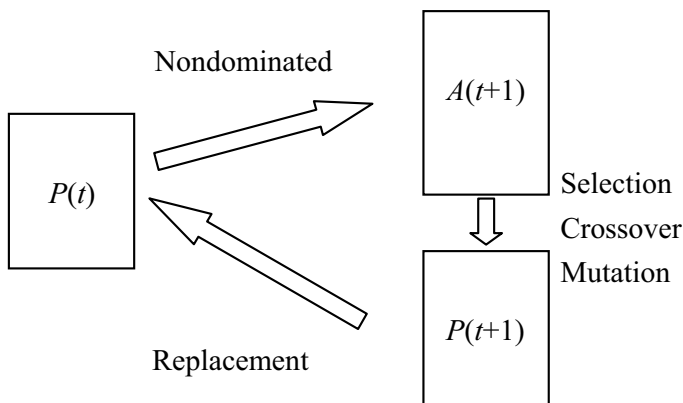 Nondominated
A(t+1)
P(t)
Selection
Crossover
Mutation
P(t+1)
Replacement